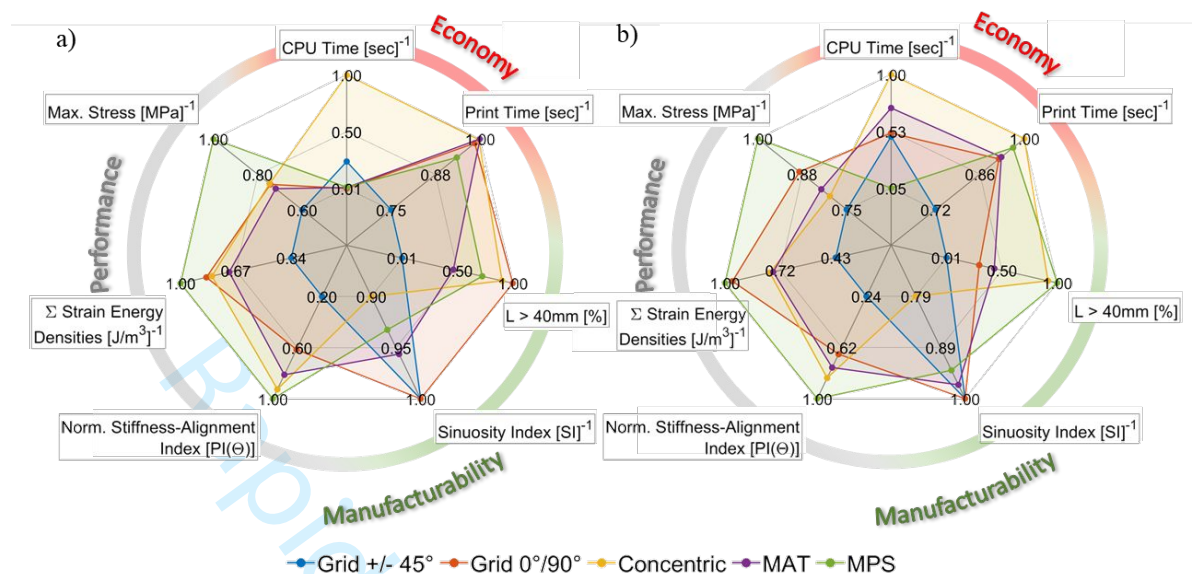 a)
CPU Time [sec]⁻¹
Economy
Max. Stress [MPa]⁻¹
Print Time [sec]⁻¹
1.00
1.00
1.00
0.50
0.80
0.88
0.01
0.60
0.75
Performance
0.34
0.01
0.67
0.50
1.00
1.00
0.20
0.90
Σ Strain Energy
Densities [J/m³]⁻¹
L > 40mm [%]
0.60
0.95
1.00
1.00
Norm. Stiffness-Alignment
Index [PI(Θ)]
Sinuosity Index [SI]⁻¹
Manufacturability
b)
CPU Time [sec]⁻¹
Economy
Max. Stress [MPa]⁻¹
Print Time [sec]⁻¹
1.00
1.00
1.00
0.53
0.88
0.86
0.05
0.75
0.72
Performance
0.43
0.01
0.72
0.50
1.00
1.00
0.24
0.79
Σ Strain Energy
Densities [J/m³]⁻¹
L > 40mm [%]
0.62
0.89
1.00
1.00
Norm. Stiffness-Alignment
Index [PI(Θ)]
Sinuosity Index [SI]⁻¹
Manufacturability
Grid +/- 45° Grid 0°/90° Concentric MAT MPS